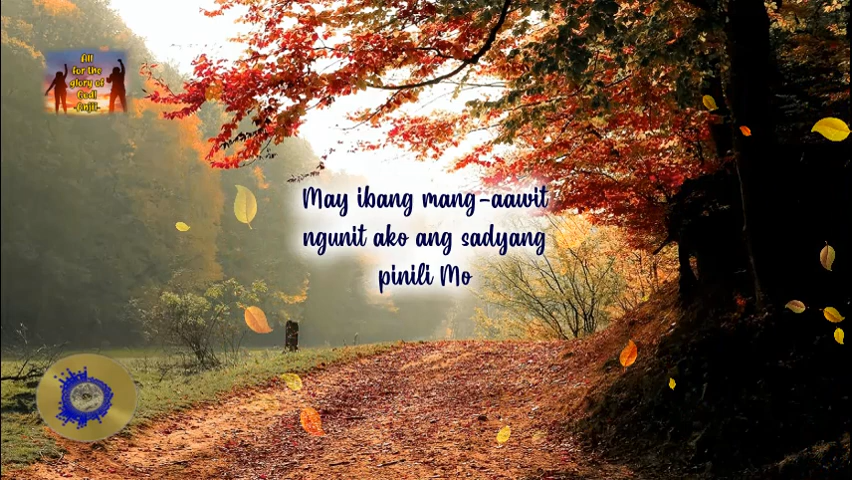 All
for the
glory of
God!
May ibang mang-aawit
ngunit ako ang sadyang
pinili Mo